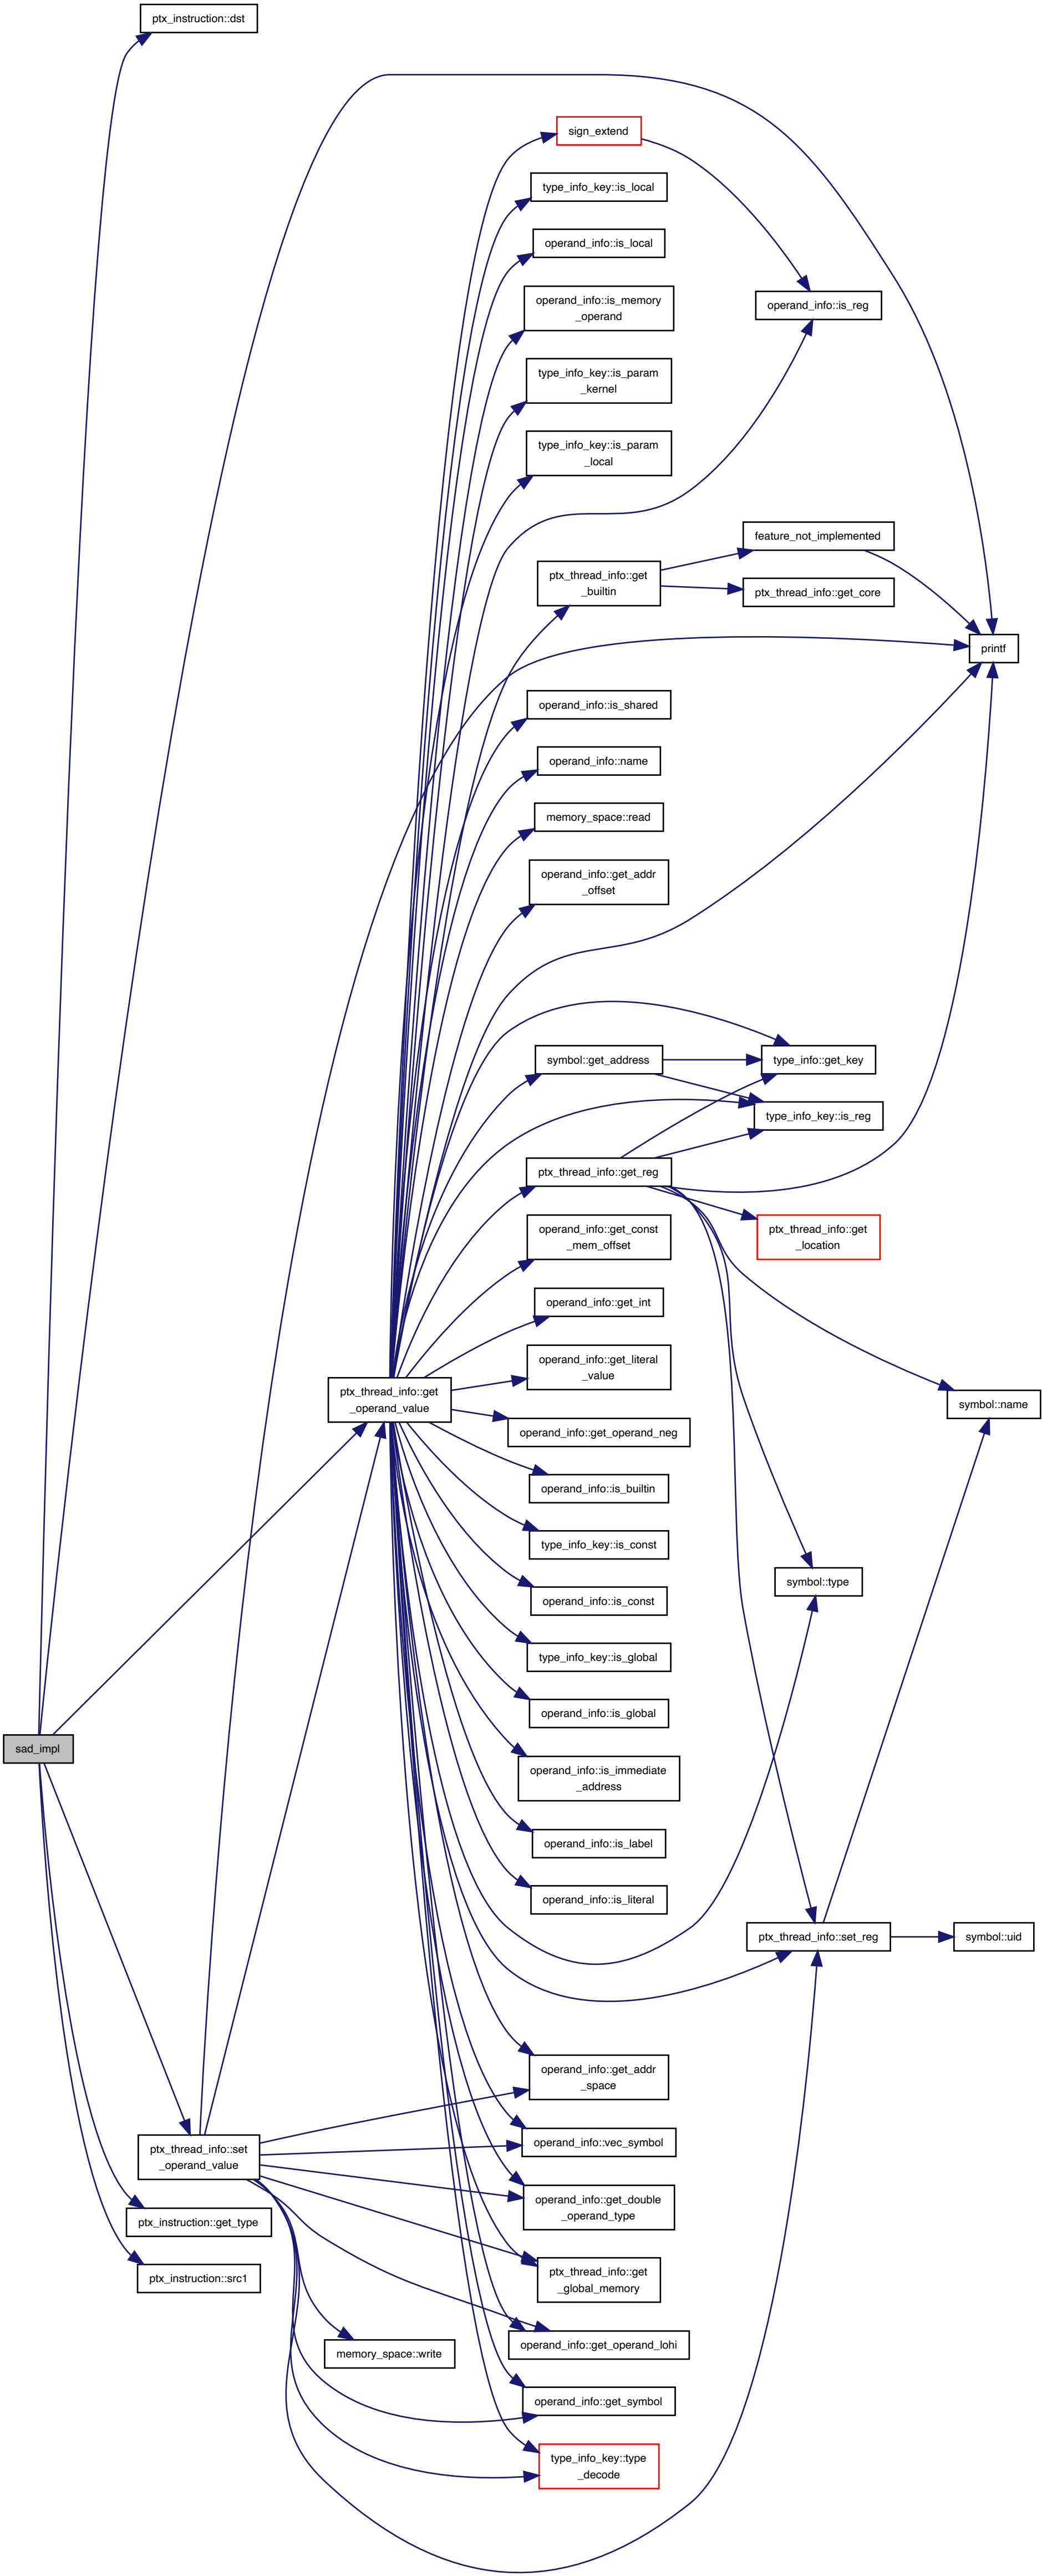 ptx_instruction::dst
sign_extend
type_info_key::is_local
operand_info::is_local
operand_info::is_memory
_operand
operand_info::is_reg
type_info_key::is_param
_kernel
type_info_key::is_param
_local
feature_not_implemented
ptx_thread_info::get
_builtin
ptx_thread_info::get_core
printf
operand_info::is_shared
operand_info::name
memory_space::read
operand_info::get_addr
_offset
symbol::get_address
type_info::get_key
type_info_key::is_reg
ptx_thread_info::get_reg
operand_info::get_const
_mem_offset
ptx_thread_info::get
_location
operand_info::get_int
operand_info::get_literal
_value
ptx_thread_info::get
_operand_value
symbol::name
operand_info::get_operand_neg
operand_info::is_builtin
type_info_key::is_const
symbol::type
operand_info::is_const
type_info_key::is_global
operand_info::is_global
sad_impl
operand_info::is_immediate
_address
operand_info::is_label
operand_info::is_literal
ptx_thread_info::set_reg
symbol::uid
operand_info::get_addr
_space
operand_info::vec_symbol
ptx_thread_info::set
_operand_value
operand_info::get_double
_operand_type
ptx_instruction::get_type
ptx_instruction::src1
ptx_thread_info::get
_global_memory
operand_info::get_operand_lohi
memory_space::write
operand_info::get_symbol
type_info_key::type
_decode